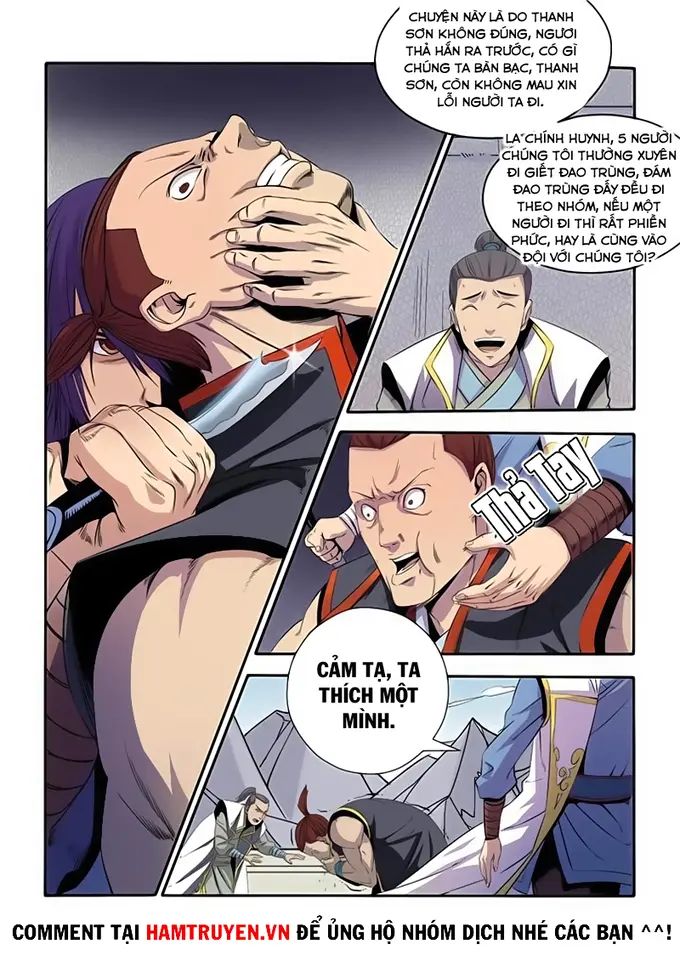 CHUYỆN NÀY LÀ DO THANH
SƠN KHÔNG ĐÚNG, NGƯƠI
THẢ HẮN RA TRƯỚC, CÓ GÌ
CHÚNG TA BÀN BẠC, THANH
SƠN, CÒN KHÔNG MAU XIN
LỖI NGƯỜI TA ĐI.
LA CHÍNH HUYNH, 5 NGƯỜI
CHÚNG TÔI THƯỜNG XUYÊN
ĐI GIẾT ĐAO TRÙNG, ĐÁM
ĐAO TRÙNG ĐẤY ĐỀU ĐI
THEO NHÓM, NẾU MỘT
NGƯỜI ĐI THÌ RẤT PHIỀN
PHỨC, HAY LÀ CÙNG VÀO
ĐỘI VỚI CHÚNG TÔI?
THẢ TAY
CẢM TẠ, TA
THÍCH MỘT
MÌNH.
COMMENT TẠI HAMTRUYEN.VN ĐỂ ỦNG HỘ NHÓM DỊCH NHÉ CÁC BẠN ^^!